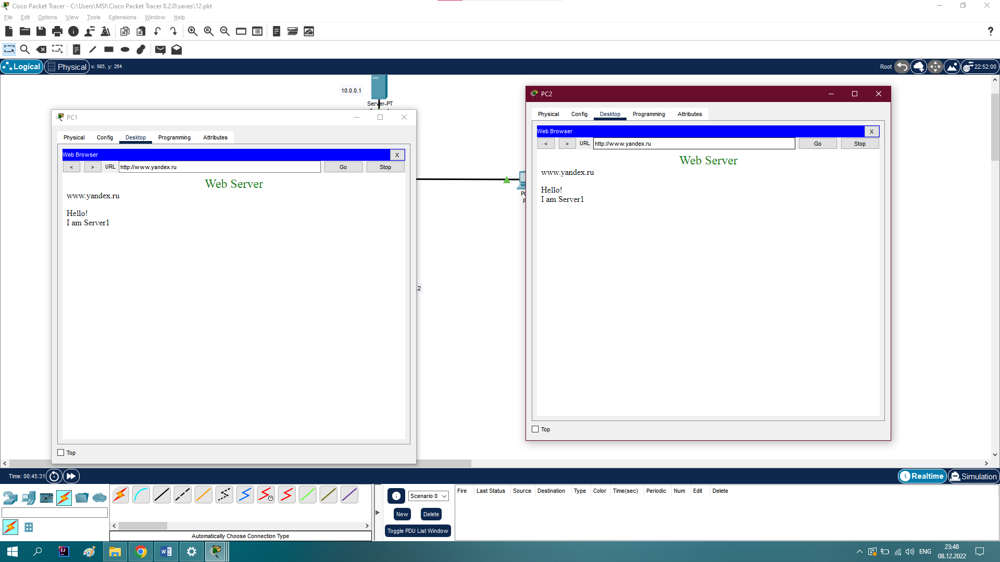 Cisco Packet Tracer - C:\Users\MSI\Cisco Packet Tracer 8.2.0\saves\12.pkt
File Edit Options View Tools Extensions Window Help
Logical Physical x: 985, y: 264 Root 22:52:00
10.0.0.1
Server-PT
PC1
Physical Config Desktop Programming Attributes
Web Browser X
< > URL http://www.yandex.ru Go Stop
Web Server
www.yandex.ru
Hello!
I am Server1
Top
.2
PC2
Physical Config Desktop Programming Attributes
Web Browser X
< > URL http://www.yandex.ru Go Stop
Web Server
www.yandex.ru
Hello!
I am Server1
Top
Time: 00:45:31 Realtime Simulation
Automatically Choose Connection Type
Scenario 0
New Delete
Toggle PDU List Window
Fire Last Status Source Destination Type Color Time(sec) Periodic Num Edit Delete
ENG 23:48
08.12.2022